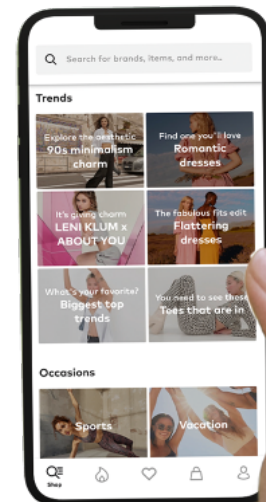 Search for brands, items, and more..
Trends
Explore the aesthetic
90s minimalism
charm
Find one you'll love
Romantic
dresses
It's giving charm
LENI KLUM x
ABOUT YOU
The fabulous fits edit
Flattering
dresses
What's your favorite?
Biggest top
trends
You need to see these
Tees that are in
Occasions
Sports
Vacation
Shop